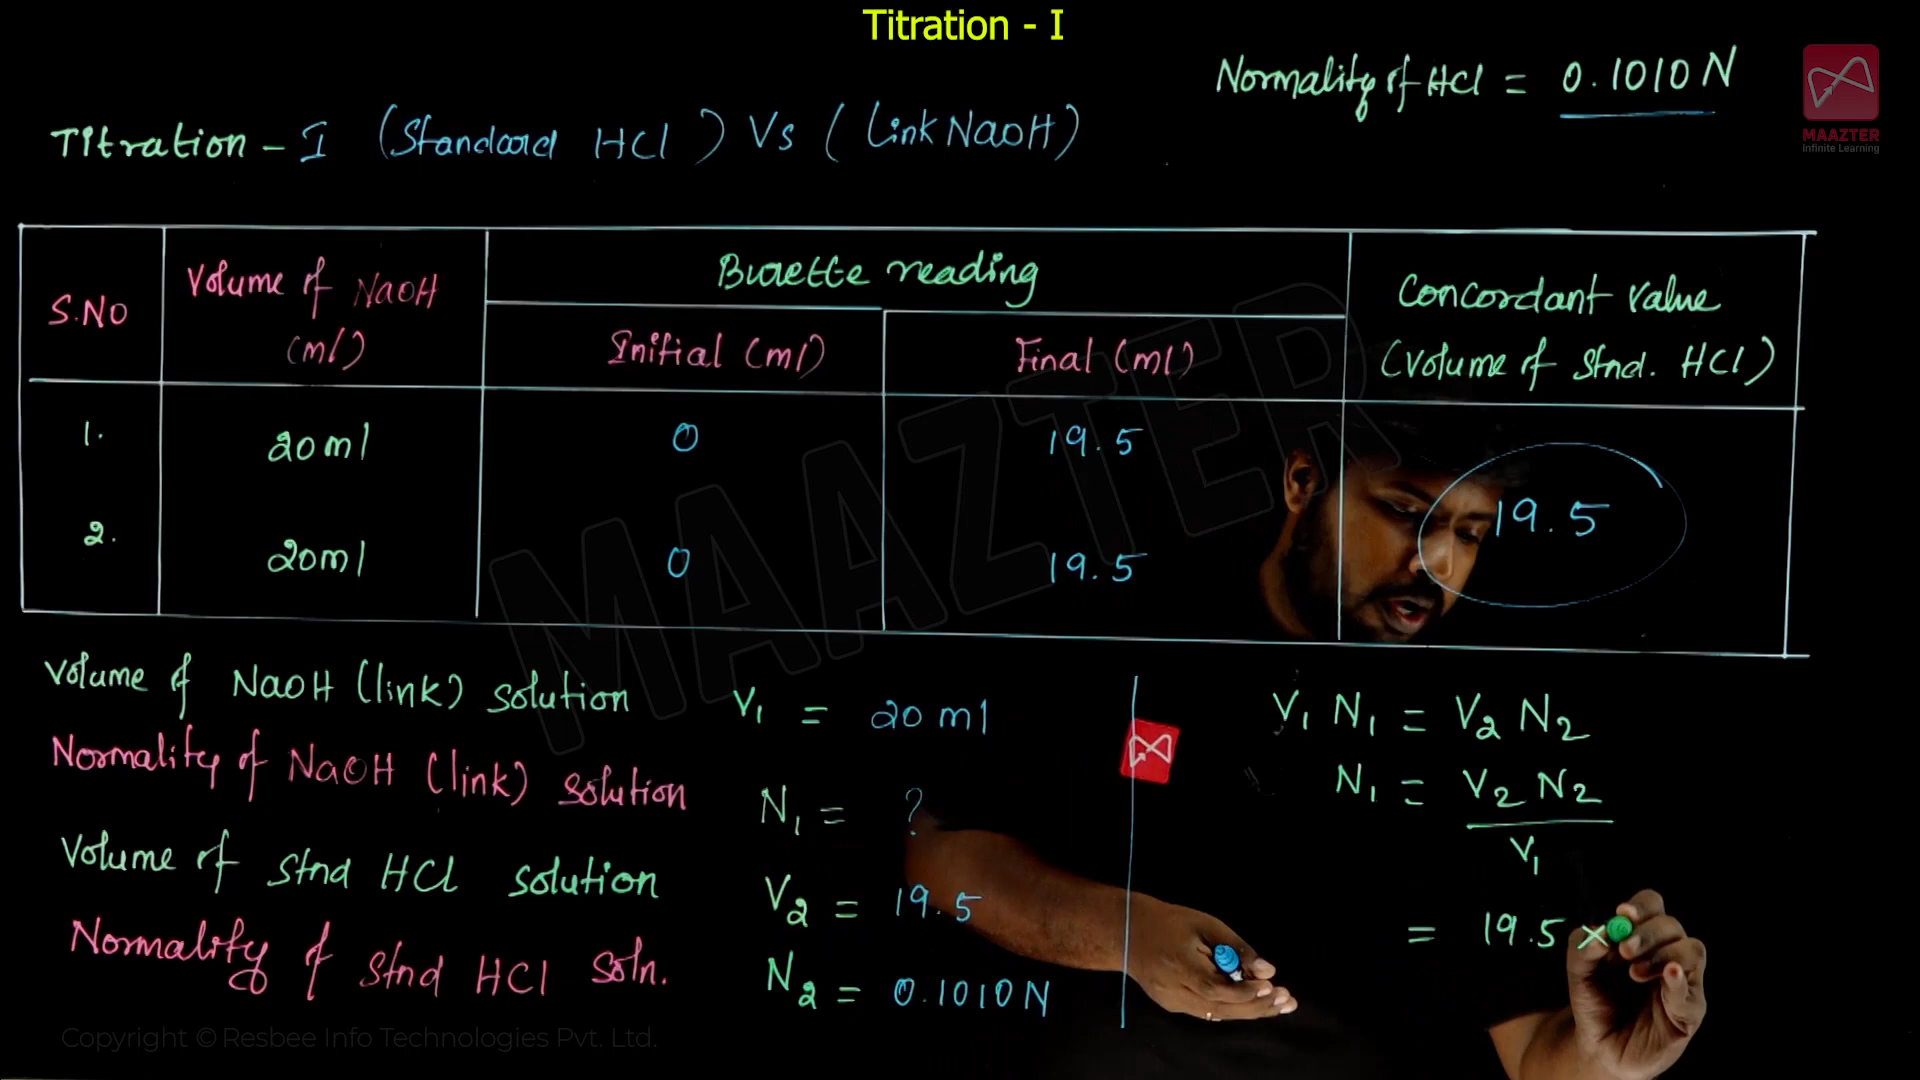 Titration - I
Normality of HCl = 0.1010 N
MAAZTER
Infinite Learning
Titration - I (Standard HCl) Vs (Link NaOH)
S.NO
Volume of NaOH
(ml)
Burette reading
Initial (ml)
Final (ml)
Concordant value
(Volume of Stnd. HCl)
1.
20 ml
0
19.5
19.5
2.
20 ml
0
19.5
MAAZTER
Volume of NaOH (link) solution V₁ = 20 ml
Normality of NaOH (link) solution N₁ = ?
Volume of Stnd HCl solution V₂ = 19.5
Normality of Stnd HCl Soln. N₂ = 0.1010 N
V₁ N₁ = V₂ N₂
N₁ = V₂ N₂
V₁
= 19.5 ×
Copyright © Resbee Info Technologies Pvt. Ltd.